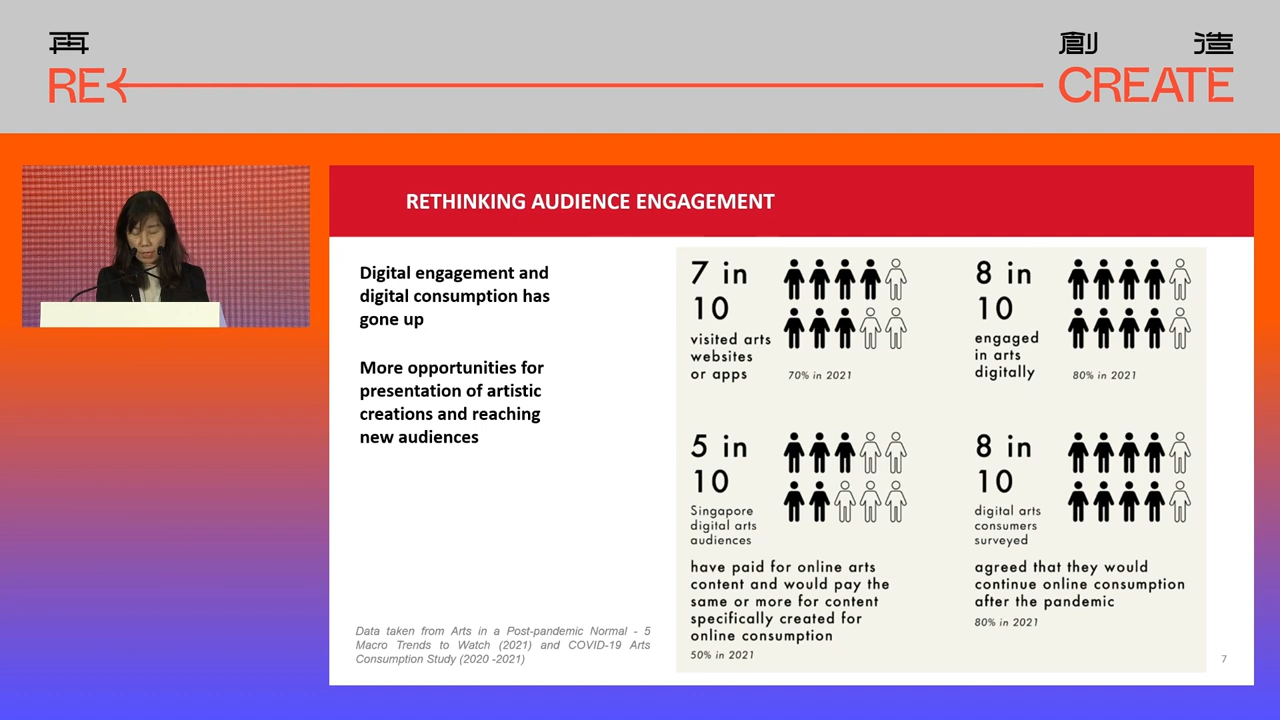 再
創 造
RE
CREATE
RETHINKING AUDIENCE ENGAGEMENT
Digital engagement and
digital consumption has
gone up
More opportunities for
presentation of artistic
creations and reaching
new audiences
Data taken from Arts in a Post-pandemic Normal - 5
Macro Trends to Watch (2021) and COVID-19 Arts
Consumption Study (2020 -2021)
7 in
10
visited arts
websites
or apps
70% in 2021
8 in
10
engaged
in arts
digitally
80% in 2021
5 in
10
Singapore
digital arts
audiences
have paid for online arts
content and would pay the
same or more for content
specifically created for
online consumption
50% in 2021
8 in
10
digital arts
consumers
surveyed
agreed that they would
continue online consumption
after the pandemic
80% in 2021
7